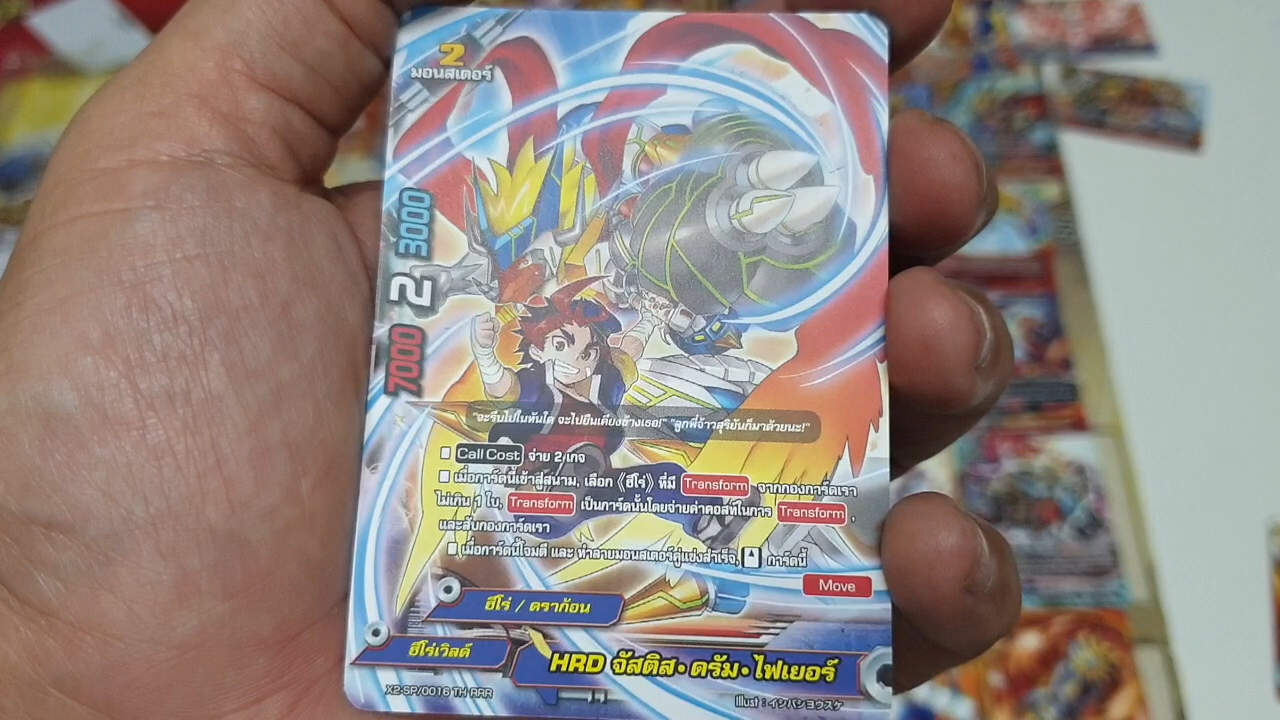 2
มอนสเตอร์
3000
2
7000
"จะรีบไปในทันใด จะไปยืนเคียงข้างเธอ!" "ลูกพี่จ้าวสุริยันก็มาด้วยนะ!"
■ Call Cost จ่าย 2 เกจ
■ เมื่อการ์ดนี้เข้าสู่สนาม, เลือก 《ฮีโร่》 ที่มี Transform จากกองการ์ดเรา
ไม่เกิน 1 ใบ, Transform เป็นการ์ดนั้นโดยจ่ายค่าคอสท์ในการ Transform ,
และสับกองการ์ดเรา
■ เมื่อการ์ดนี้โจมตี และ ทำลายมอนสเตอร์คู่แข่งสำเร็จ, การ์ดนี้
Move
ฮีโร่ / ดราก้อน
ฮีโร่เวิลด์
HRD จัสติส・ดรัม・ไฟเยอร์
X2-SP/0016 TH RRR
Illust : イシバシヨウスケ